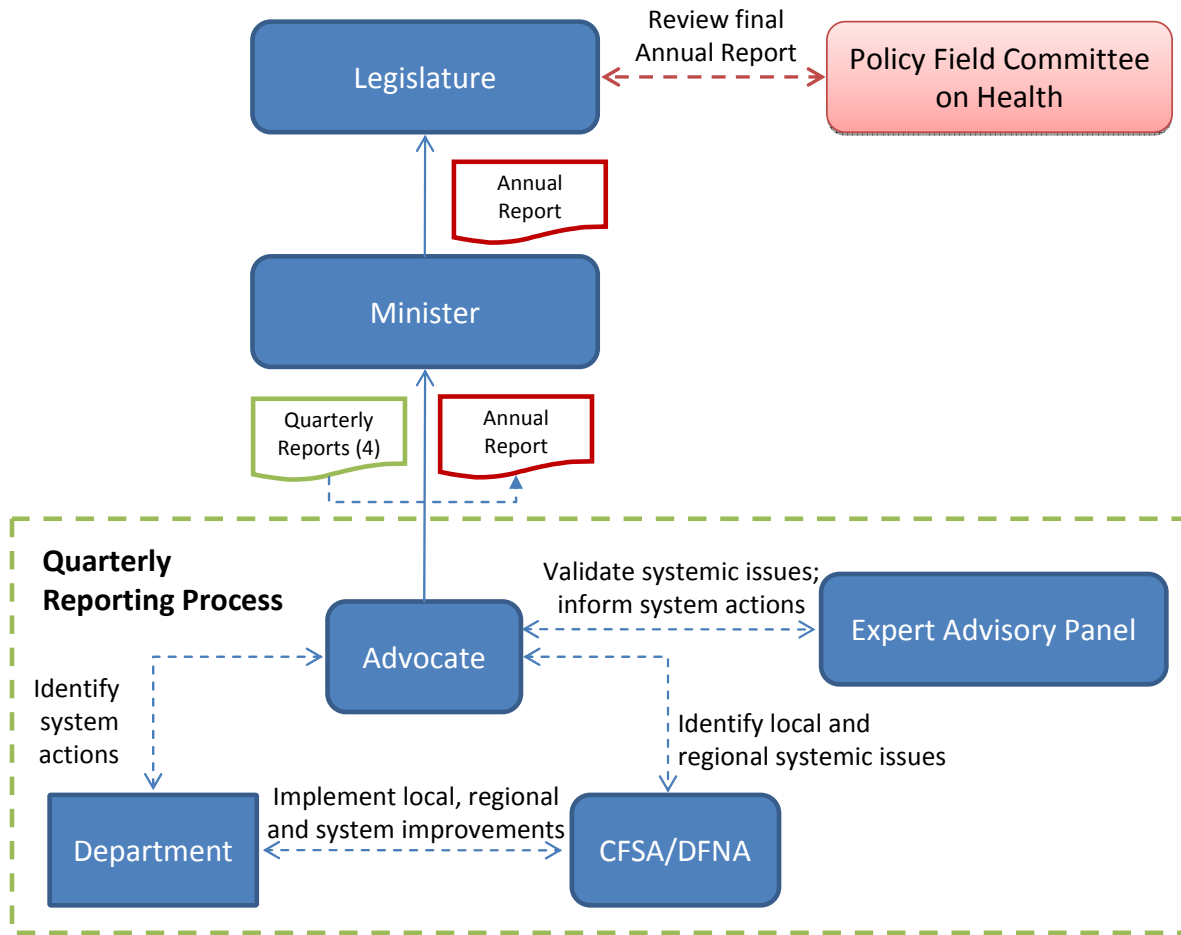 Review final
Annual Report
Legislature
Policy Field Committee
on Health
Annual
Report
Minister
Quarterly
Reports (4)
Annual
Report
Quarterly
Reporting Process
Validate systemic issues;
inform system actions
Advocate
Expert Advisory Panel
Identify
system
actions
Identify local and
regional systemic issues
Implement local, regional
and system improvements
Department
CFSA/DFNA